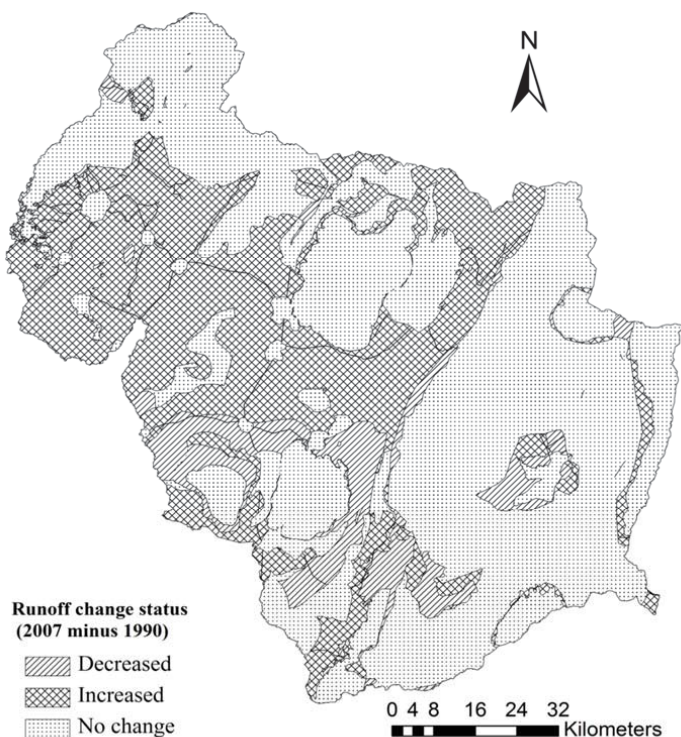 N
Runoff change status
(2007 minus 1990)
Decreased
Increased
No change
0 4 8 16 24 32
Kilometers